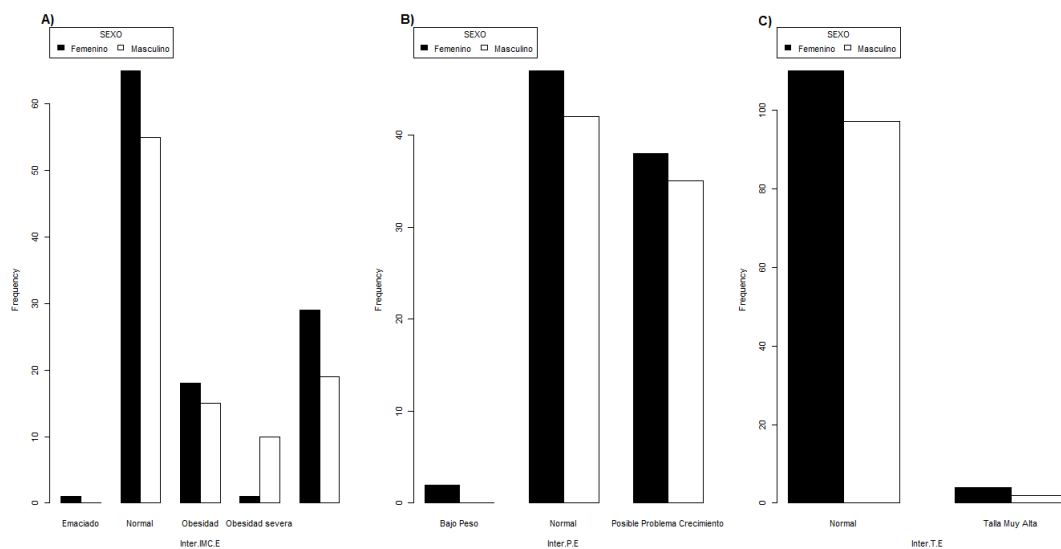 A)
SEXO
Femenino Masculino
60
50
40
30
20
10
0
Frequency
Emaciado Normal Obesidad Obesidad severa
Inter.IMC.E
B)
SEXO
Femenino Masculino
40
30
20
10
0
Frequency
Bajo Peso Normal Posible Problema Crecimiento
Inter.P.E
C)
SEXO
Femenino Masculino
100
80
60
40
20
0
Frequency
Normal Talla Muy Alta
Inter.T.E